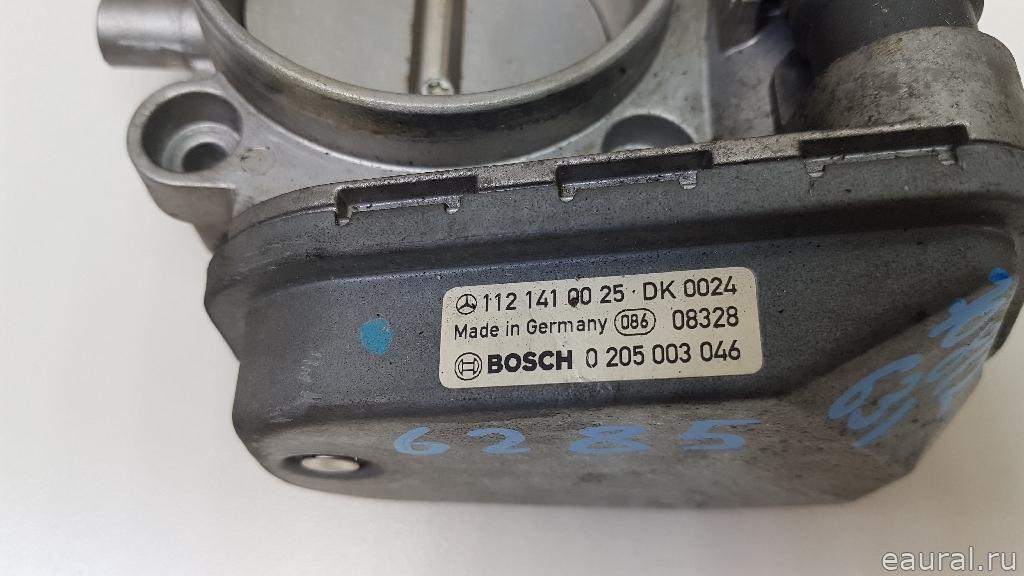 112 141 00 25 · DK 0024
Made in Germany 086 08328
BOSCH 0 205 003 046
6285
631
eaural.ru